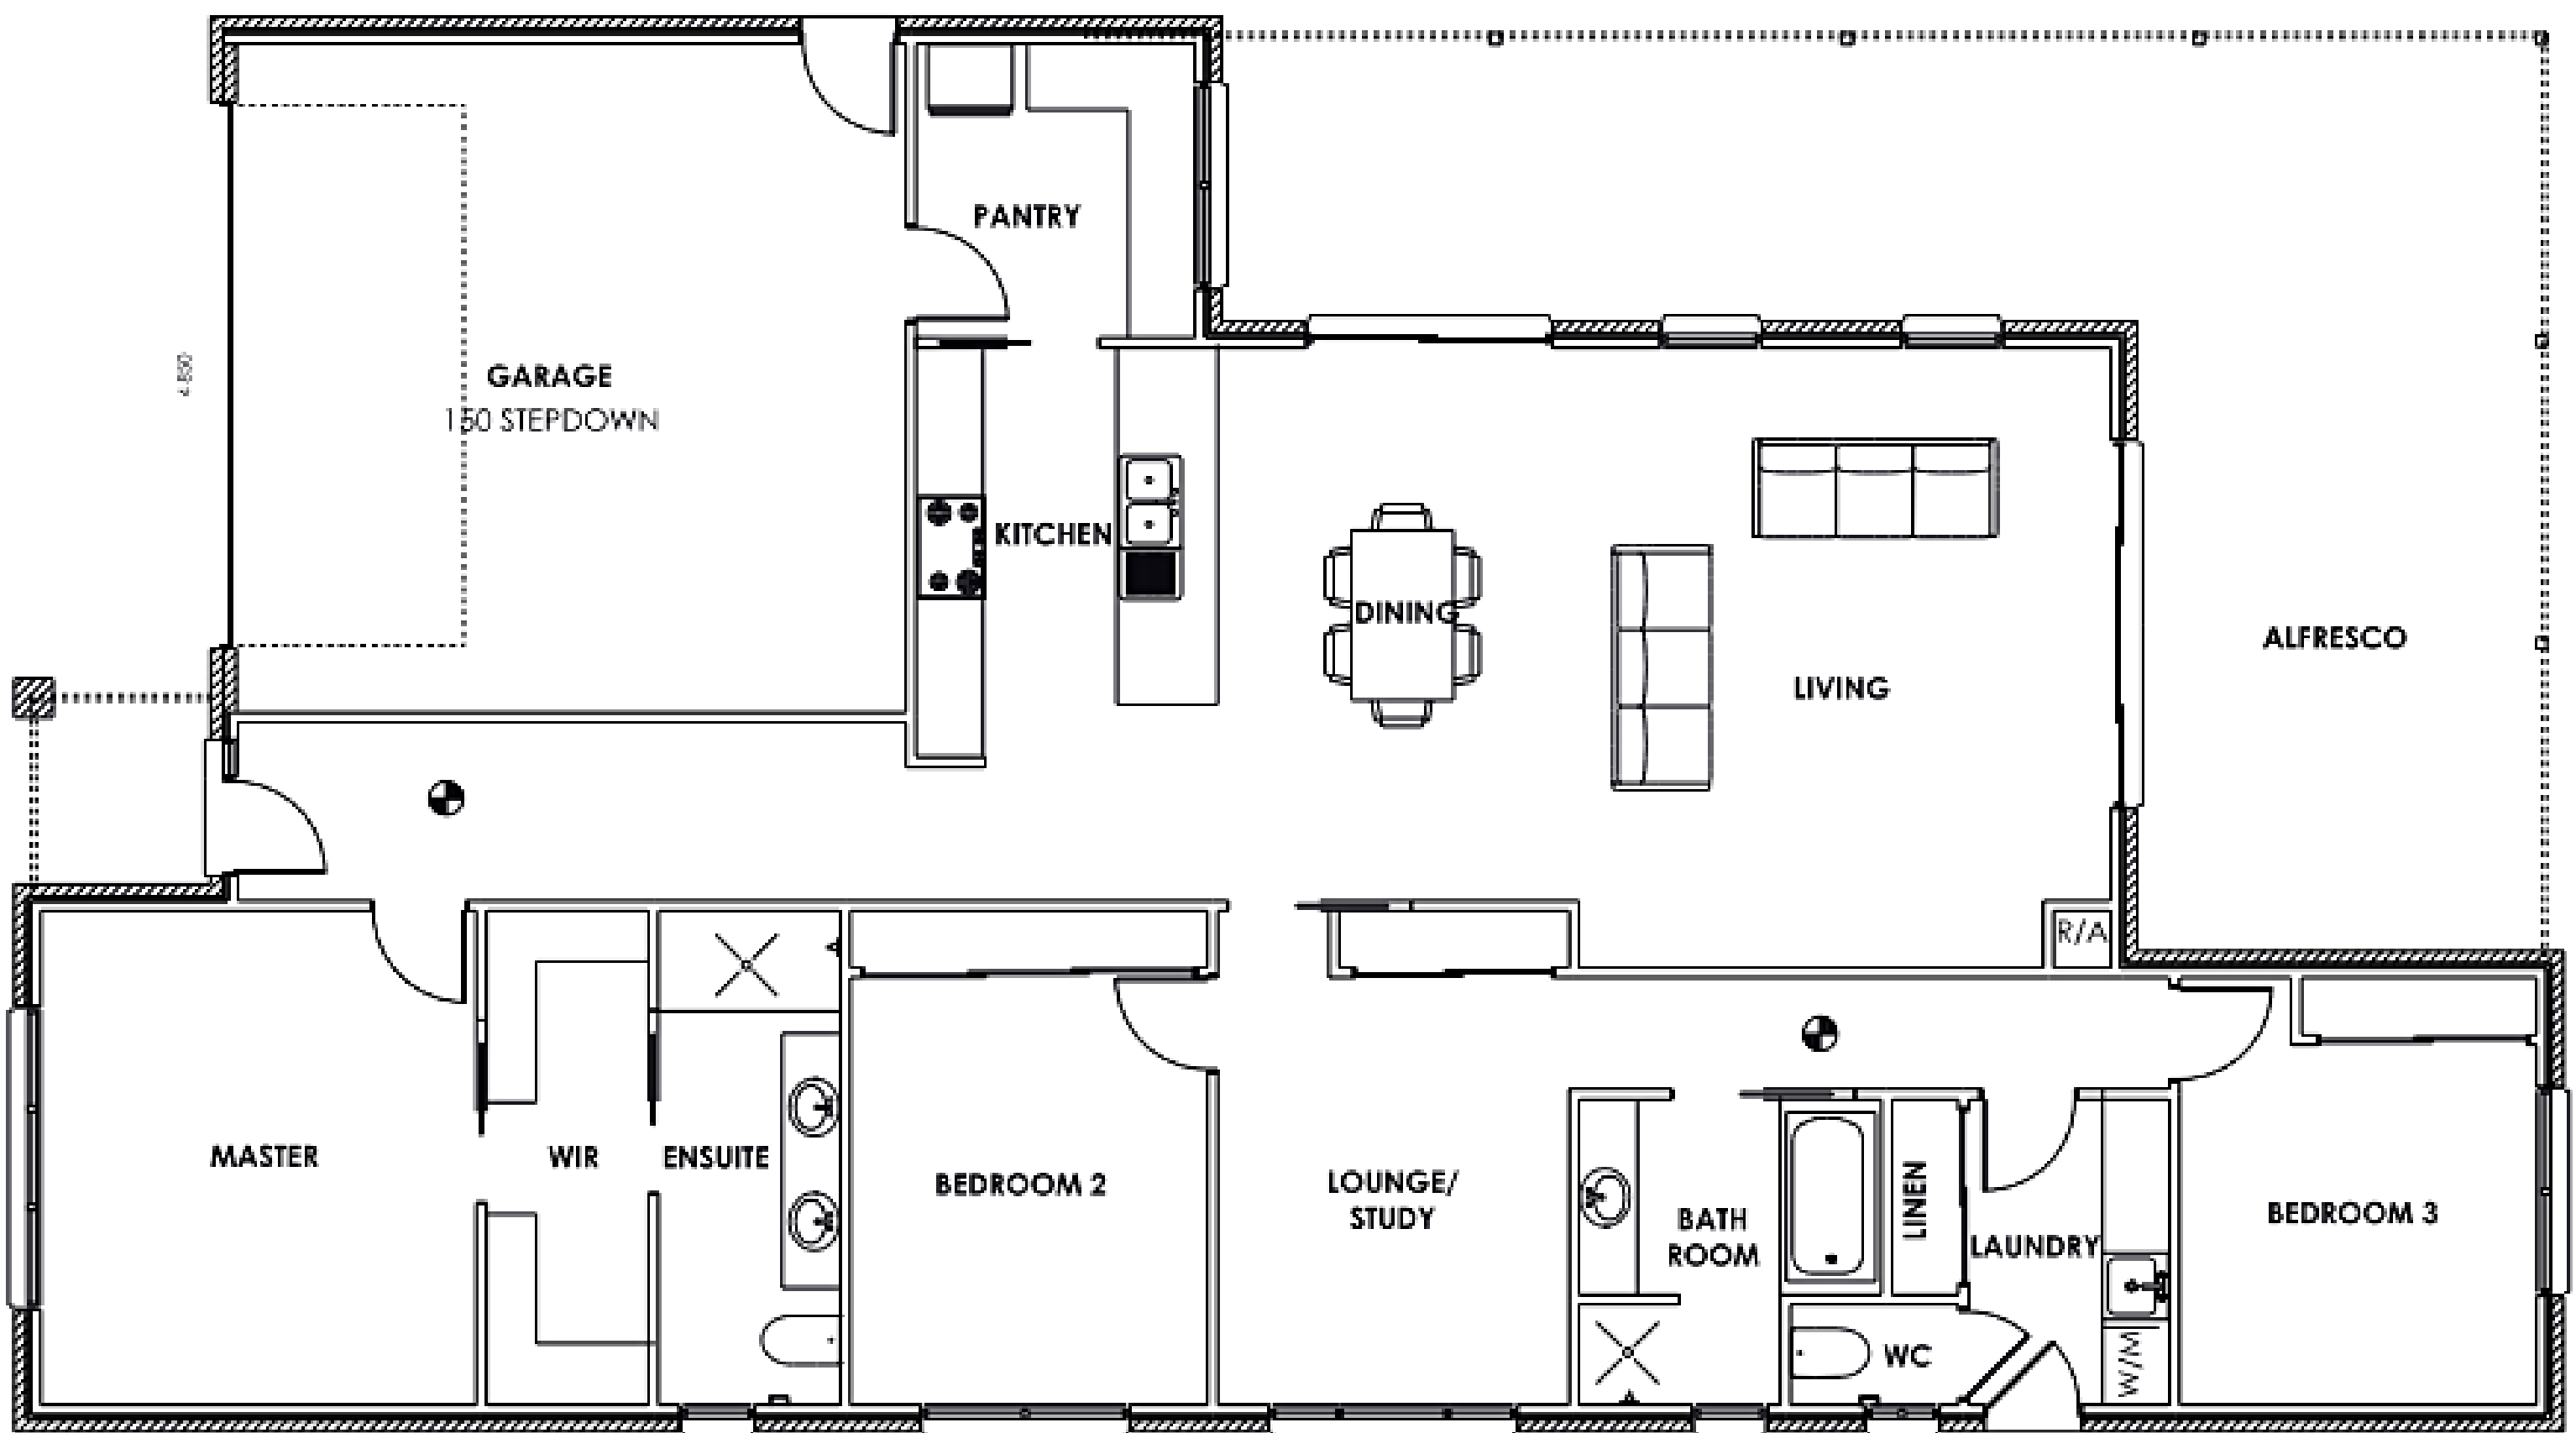 PANTRY
GARAGE
150 STEPDOWN
KITCHEN
DINING
LIVING
ALFRESCO
R/A
MASTER
WIR
ENSUITE
BEDROOM 2
LOUNGE/
STUDY
BATH
ROOM
LINEN
LAUNDRY
WC
W/M
BEDROOM 3